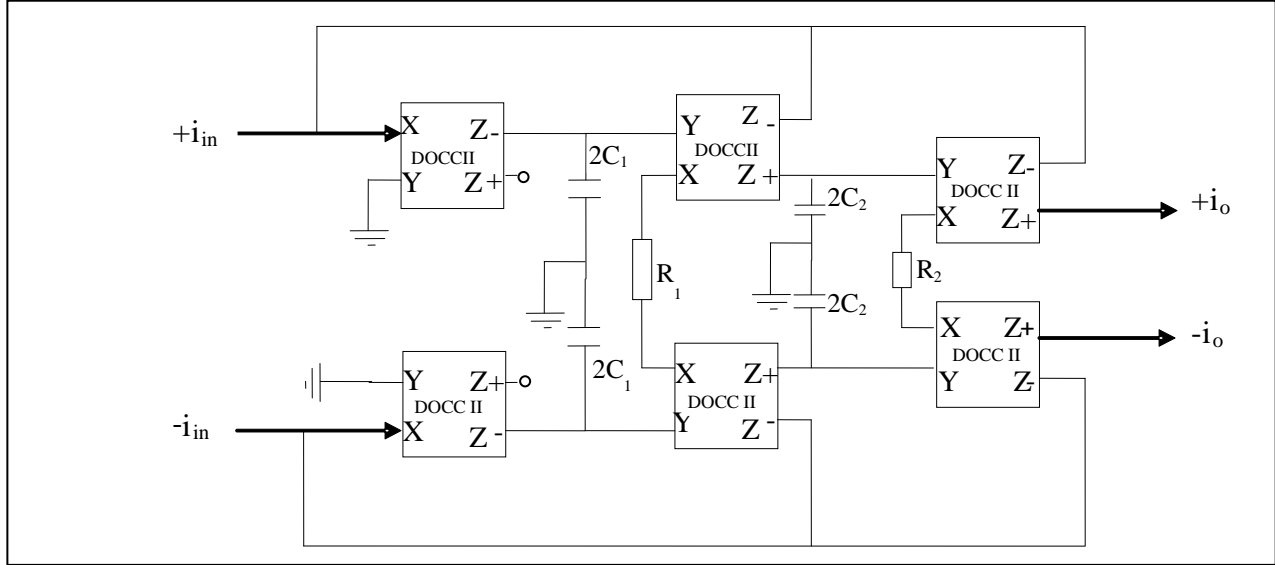 +i_in
X Z-
DOCCII
Y Z+
2C_1
Y Z-
DOCCII
X Z+
2C_2
Y Z-
DOCC II
X Z+
+i_o
R_1
R_2
2C_2
X Z+
DOCC II
Y Z-
-i_o
2C_1
Y Z+
DOCC II
X Z-
-i_in
X Z+
DOCC II
Y Z-